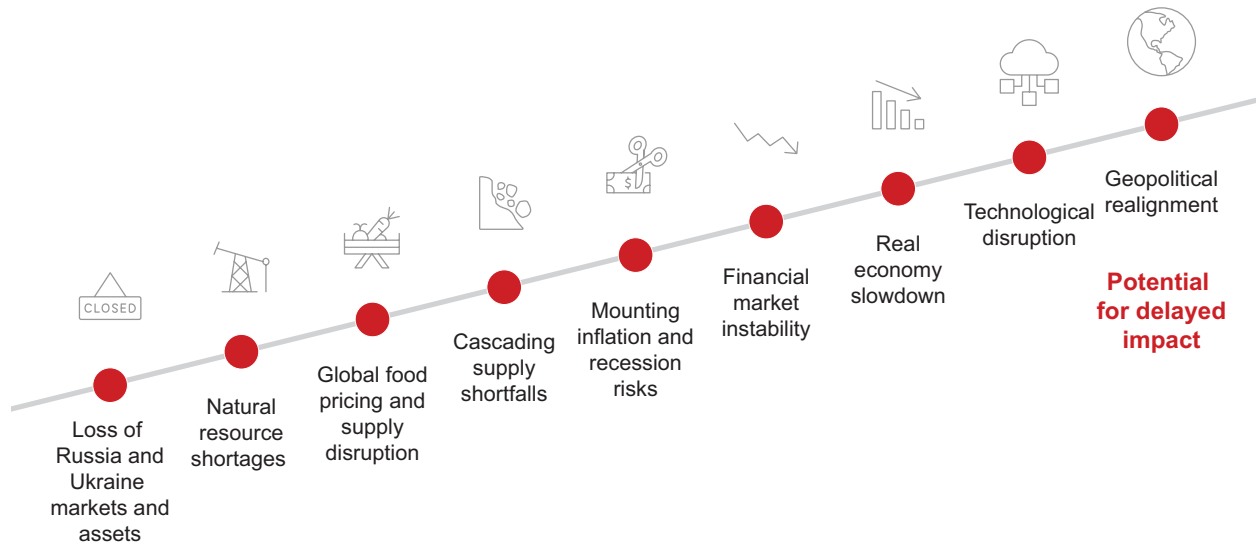 CLOSED
Loss of
Russia and
Ukraine
markets and
assets
Natural
resource
shortages
Global food
pricing and
supply
disruption
Cascading
supply
shortfalls
$
Mounting
inflation and
recession
risks
Financial
market
instability
Real
economy
slowdown
Technological
disruption
Geopolitical
realignment
Potential
for delayed
impact